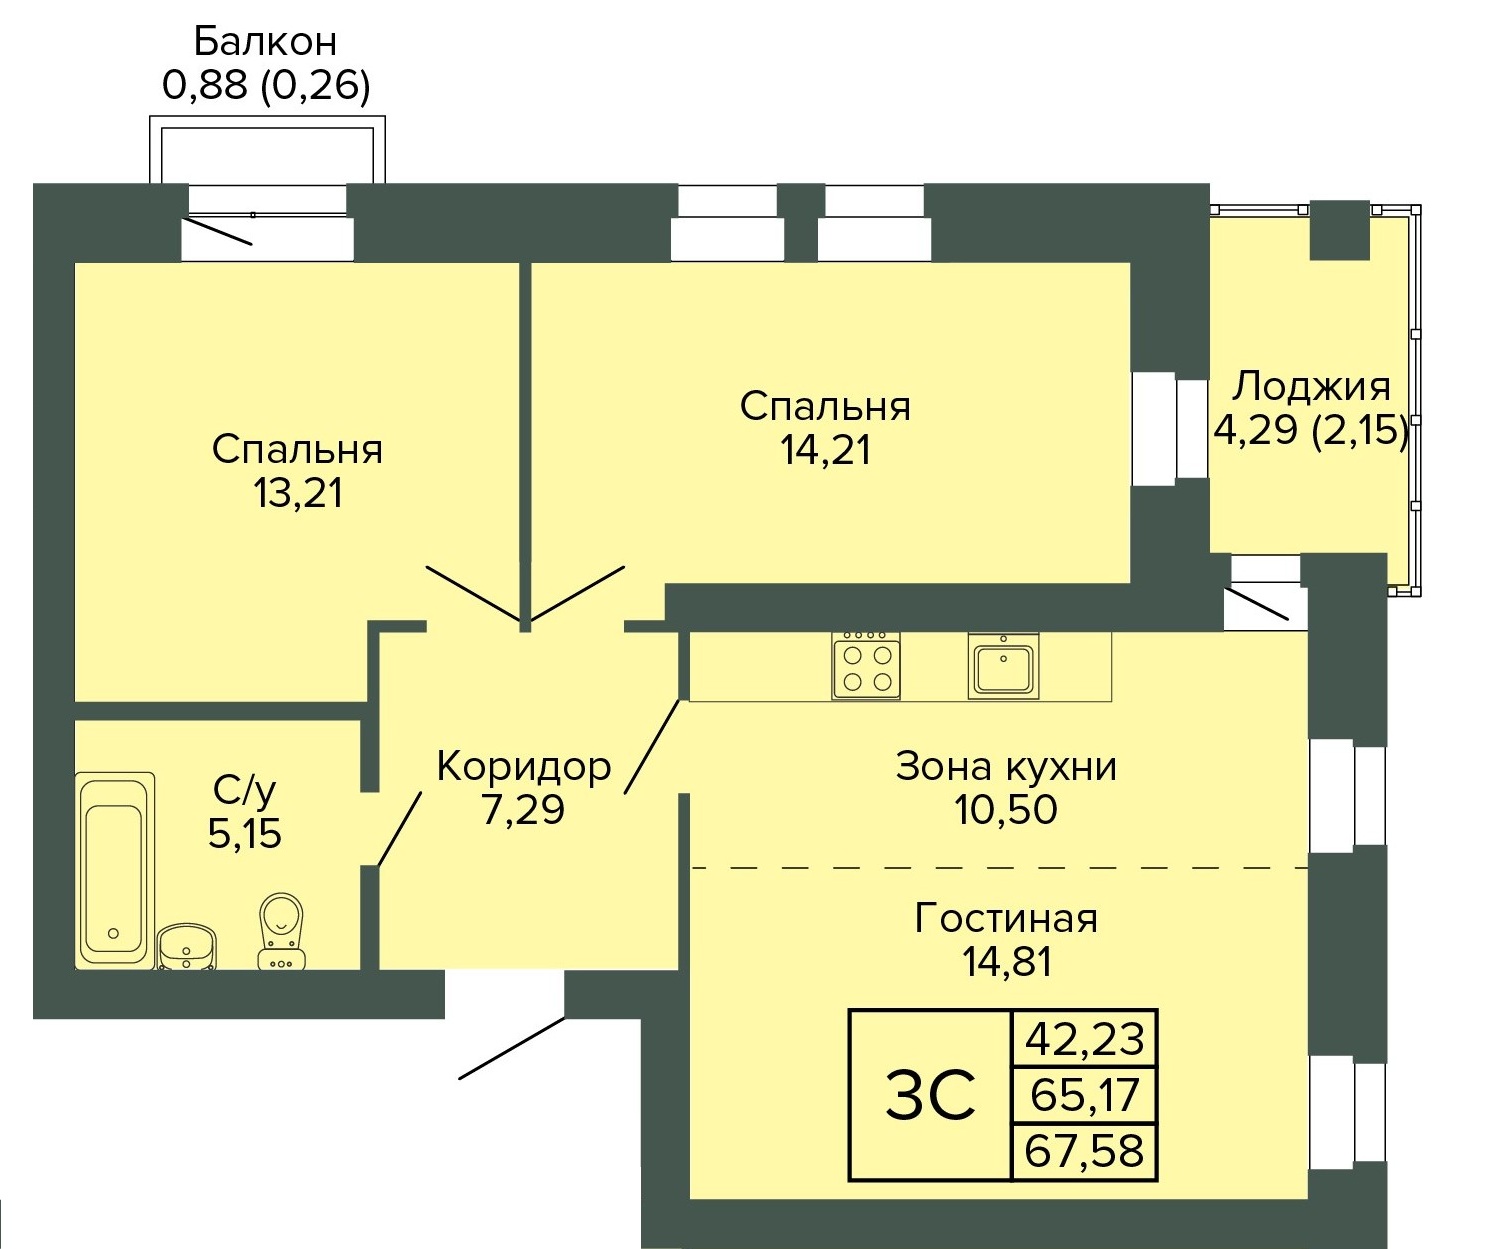 Балкон
0,88 (0,26)
Спальня
13,21
Спальня
14,21
Лоджия
4,29 (2,15)
С/у
5,15
Коридор
7,29
Зона кухни
10,50
Гостиная
14,81
3С
42,23
65,17
67,58